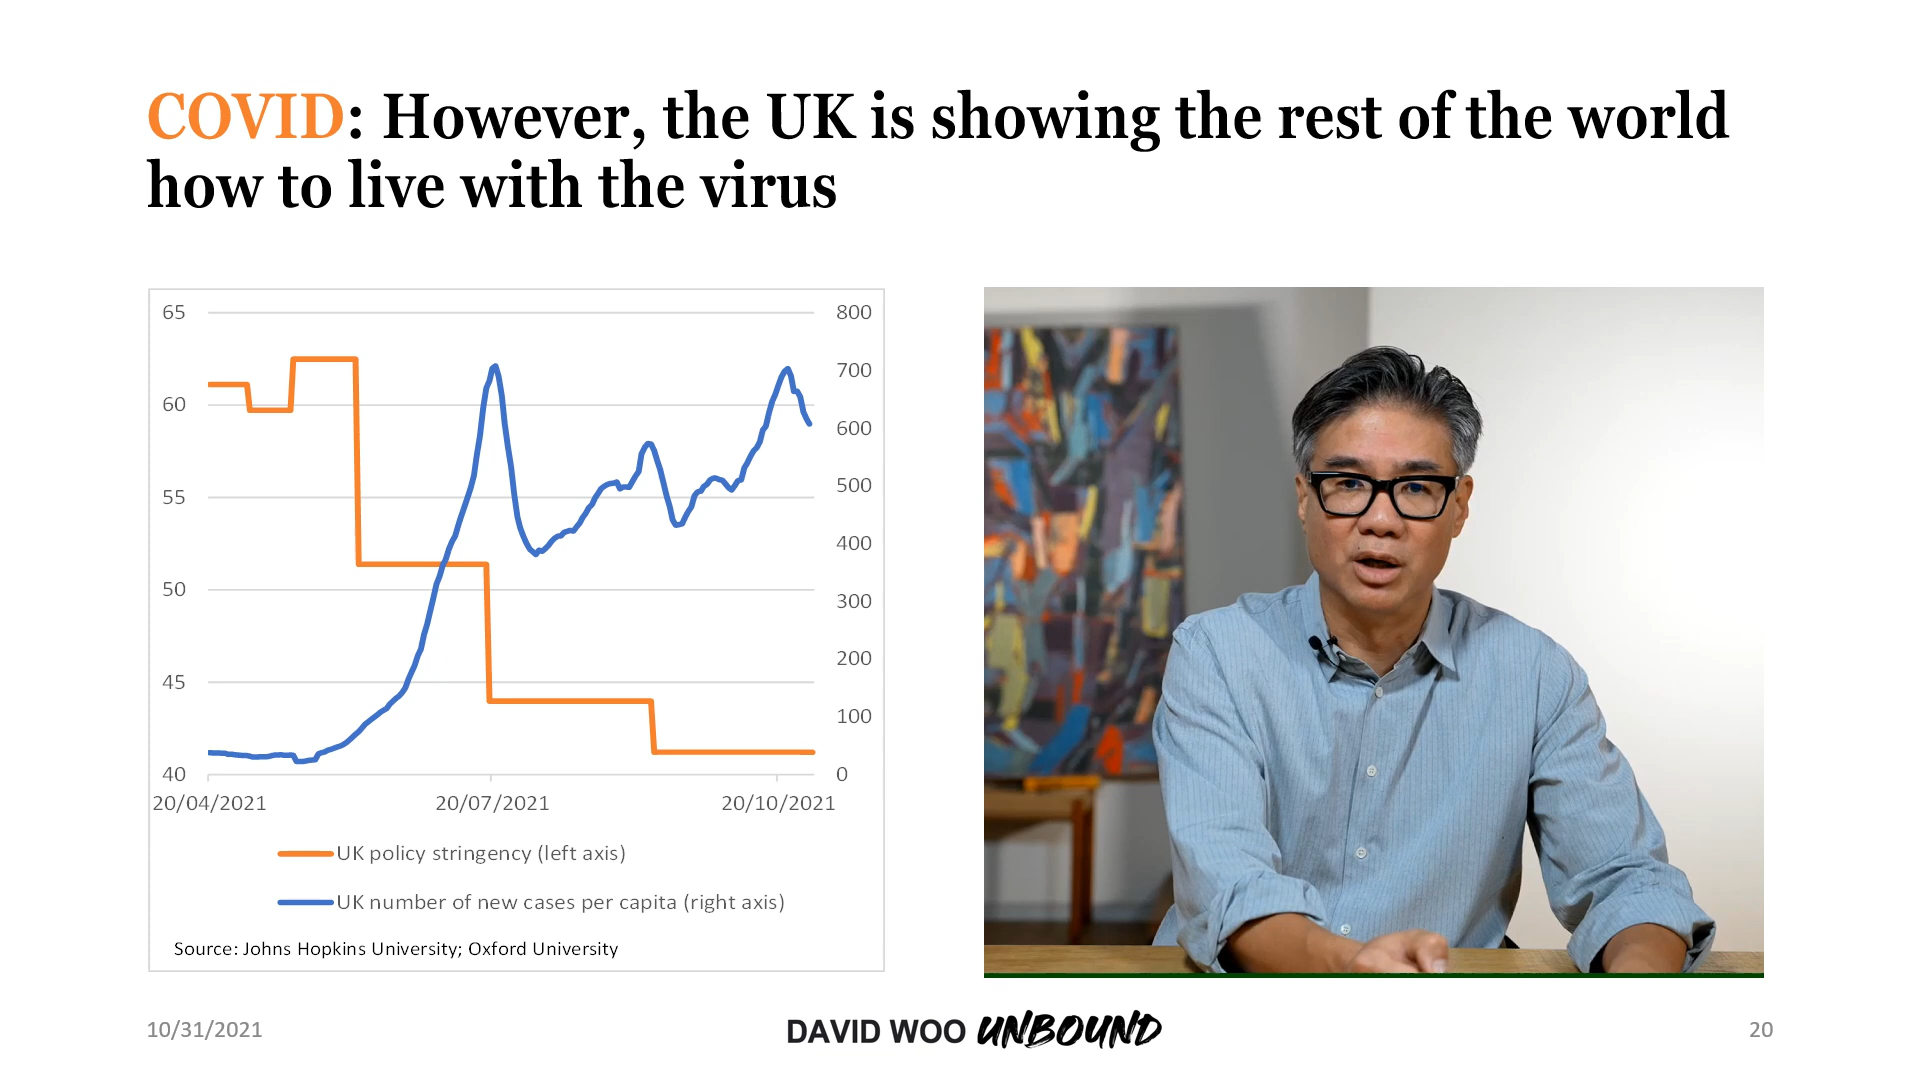 COVID: However, the UK is showing the rest of the world
how to live with the virus
65
60
55
50
45
40
800
700
600
500
400
300
200
100
0
20/04/2021 20/07/2021 20/10/2021
UK policy stringency (left axis)
UK number of new cases per capita (right axis)
Source: Johns Hopkins University; Oxford University
10/31/2021
DAVID WOO UNBOUND
20